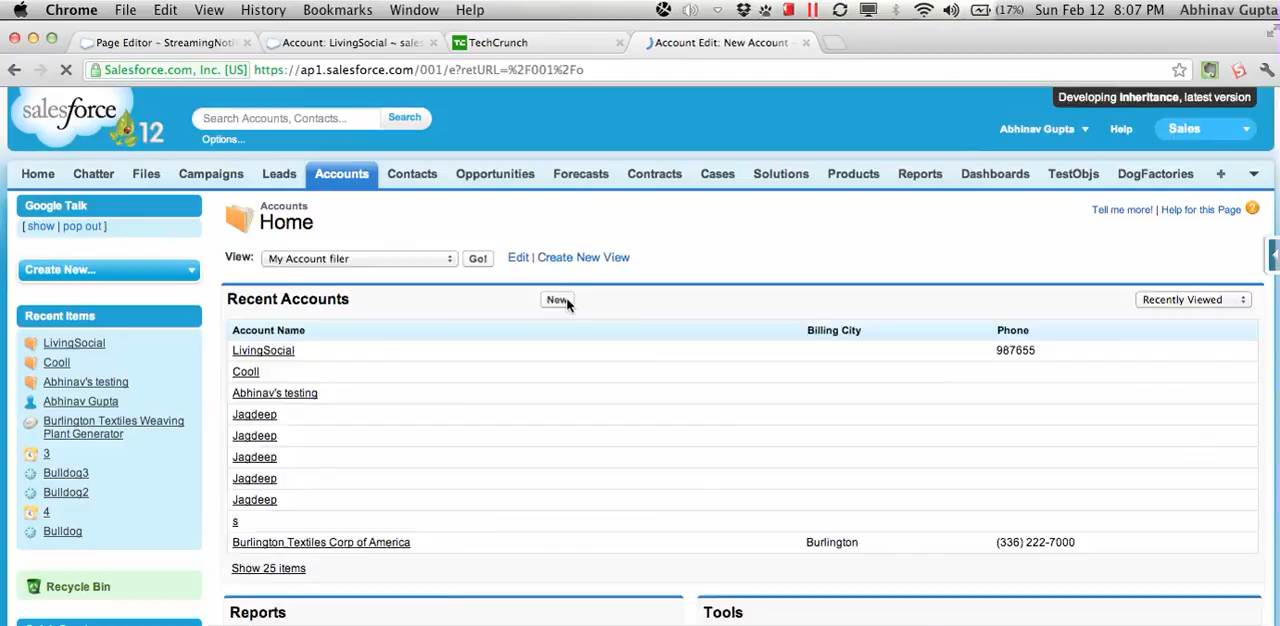 Chrome File Edit View History Bookmarks Window Help (17%) Sun Feb 12 8:07 PM Abhinav Gupta
Page Editor - StreamingNoti Account: LivingSocial ~ sales TC TechCrunch Account Edit: New Account -
Salesforce.com, Inc. [US] https://ap1.salesforce.com/001/e?retURL=%2F001%2Fo
Developing Inheritance, latest version
salesforce 12
Search Accounts, Contacts... Search
Options...
Abhinav Gupta Help Sales
Home Chatter Files Campaigns Leads Accounts Contacts Opportunities Forecasts Contracts Cases Solutions Products Reports Dashboards TestObjs DogFactories +
Google Talk
[ show | pop out ]
Create New...
Recent Items
LivingSocial
Cooll
Abhinav's testing
Abhinav Gupta
Burlington Textiles Weaving
Plant Generator
3
Bulldog3
Bulldog2
4
Bulldog
Recycle Bin
Accounts
Home
Tell me more! | Help for this Page ?
View: My Account filer Go! Edit | Create New View
Recent Accounts New Recently Viewed
Account Name Billing City Phone
LivingSocial 987655
Cooll
Abhinav's testing
Jagdeep
Jagdeep
Jagdeep
Jagdeep
Jagdeep
s
Burlington Textiles Corp of America Burlington (336) 222-7000
Show 25 items
Reports Tools